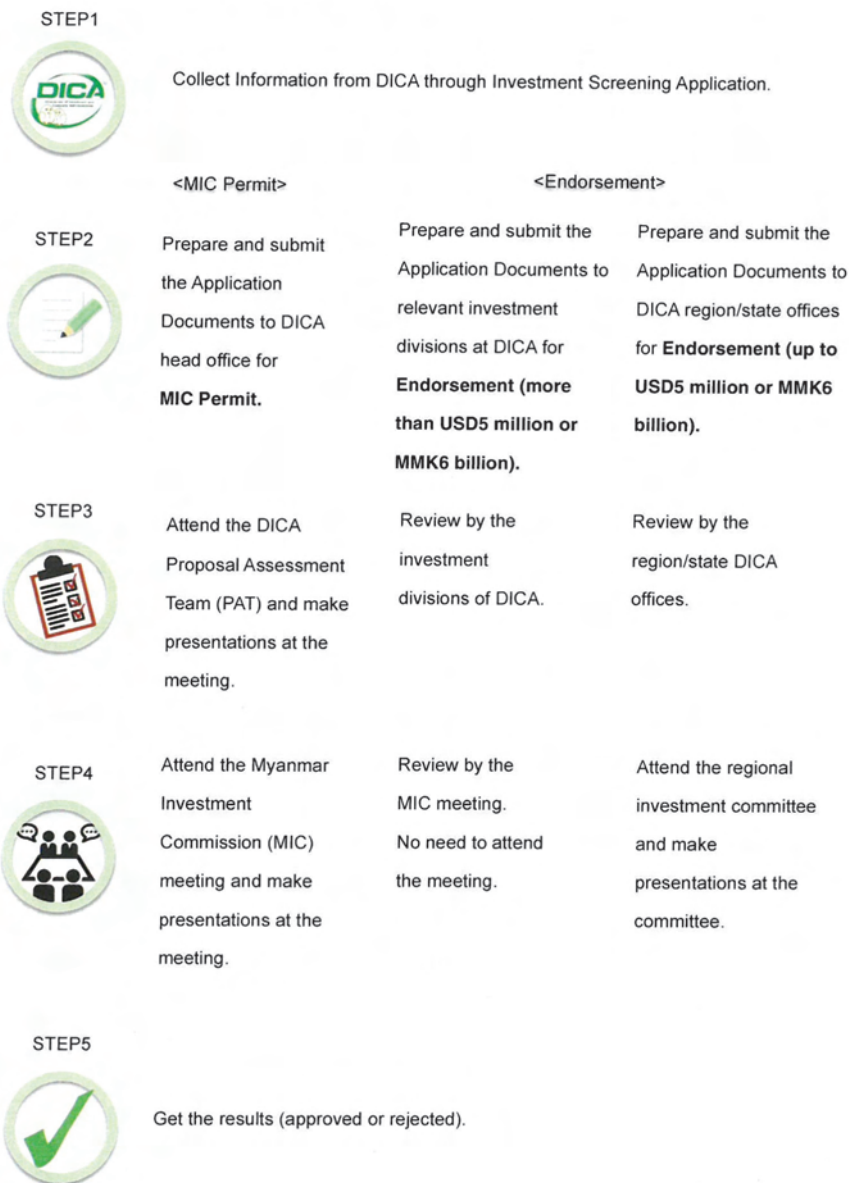 STEP1
DICA
Collect Information from DICA through Investment Screening Application.
<MIC Permit>
<Endorsement>
STEP2
Prepare and submit
the Application
Documents to DICA
head office for
MIC Permit.
Prepare and submit the
Application Documents to
relevant investment
divisions at DICA for
Endorsement (more
than USD5 million or
MMK6 billion).
Prepare and submit the
Application Documents to
DICA region/state offices
for Endorsement (up to
USD5 million or MMK6
billion).
STEP3
Attend the DICA
Proposal Assessment
Team (PAT) and make
presentations at the
meeting.
Review by the
investment
divisions of DICA.
Review by the
region/state DICA
offices.
STEP4
Attend the Myanmar
Investment
Commission (MIC)
meeting and make
presentations at the
meeting.
Review by the
MIC meeting.
No need to attend
the meeting.
Attend the regional
investment committee
and make
presentations at the
committee.
STEP5
Get the results (approved or rejected).